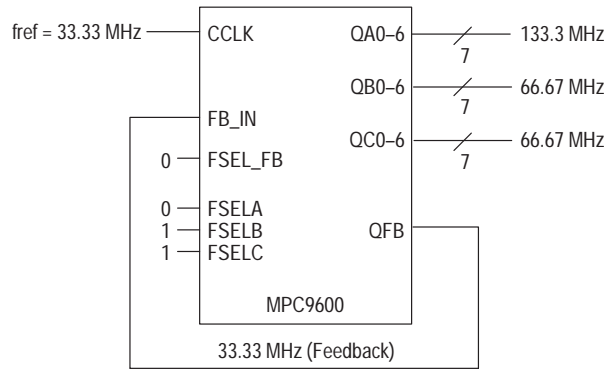 fref = 33.33 MHz CCLK QA0–6 133.3 MHz
7
QB0–6 66.67 MHz
7
FB_IN
QC0–6 66.67 MHz
7
0 FSEL_FB
0 FSELA
1 FSELB QFB
1 FSELC
MPC9600
33.33 MHz (Feedback)